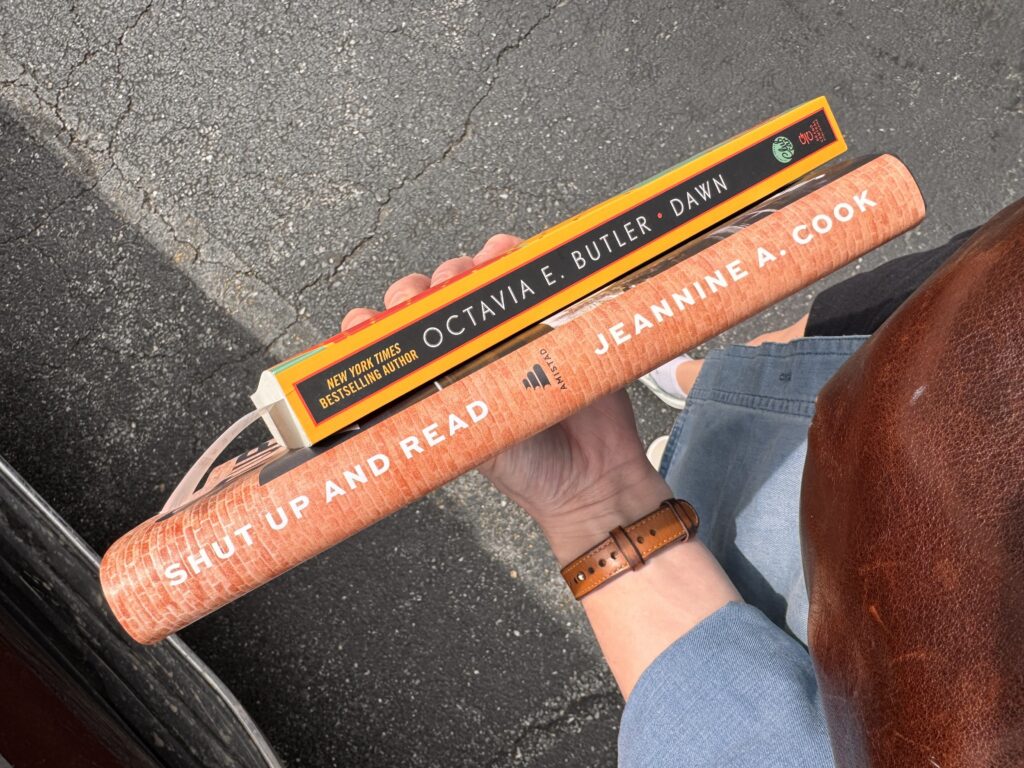 NEW YORK TIMES
BESTSELLING AUTHOR
OCTAVIA E. BUTLER • DAWN
SHUT UP AND READ
AMISTAD
JEANNINE A. COOK